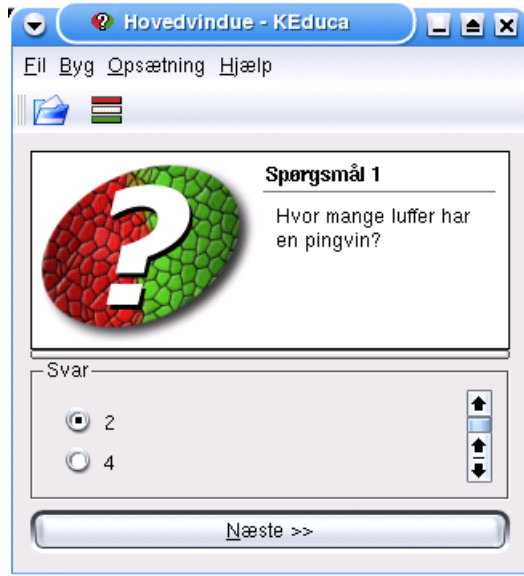 Hovedvindue - KEduca
Fil Byg Opsætning Hjælp
Spørgsmål 1
Hvor mange luffer har
en pingvin?
Svar
2
4
Næste >>